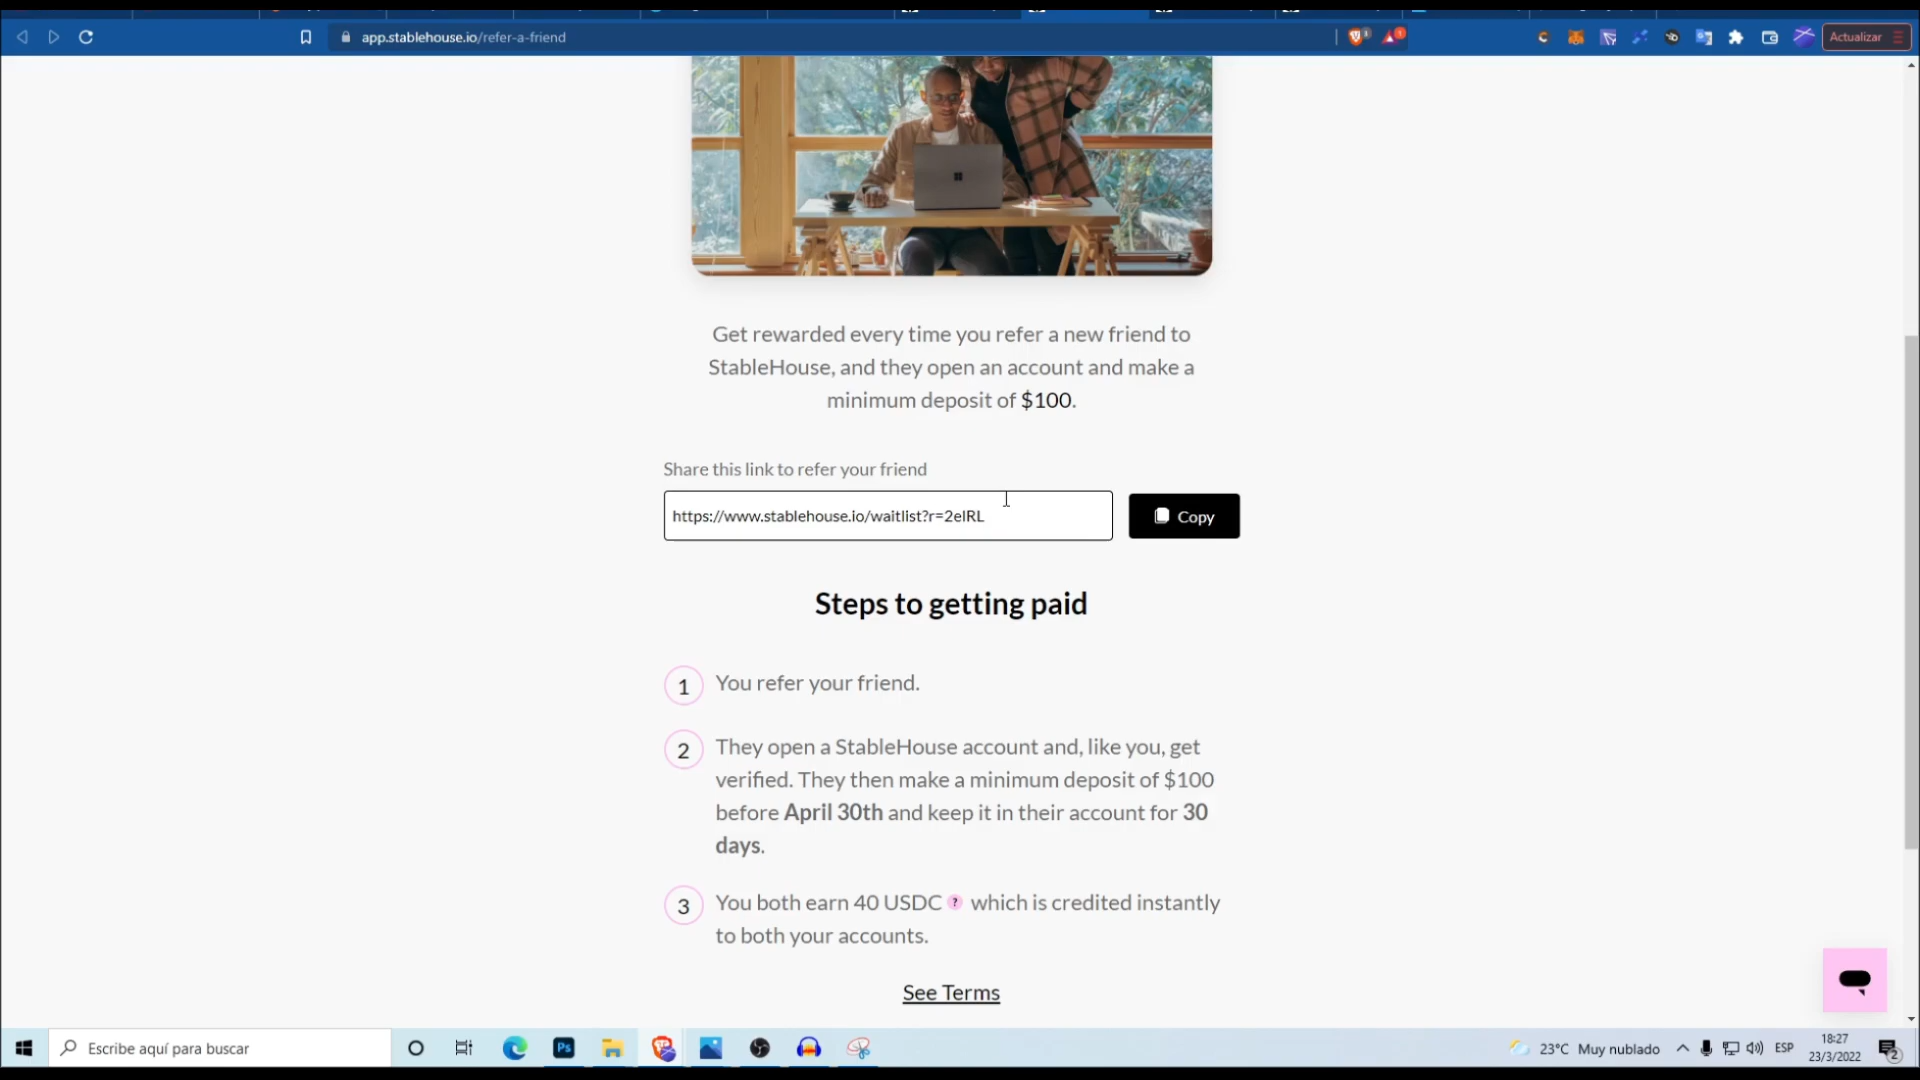 app.stablehouse.io/refer-a-friend
Actualizar
Get rewarded every time you refer a new friend to
StableHouse, and they open an account and make a
minimum deposit of $100.
Share this link to refer your friend
https://www.stablehouse.io/waitlist?r=2elRL
Copy
Steps to getting paid
1
You refer your friend.
2
They open a StableHouse account and, like you, get
verified. They then make a minimum deposit of $100
before April 30th and keep it in their account for 30
days.
3
You both earn 40 USDC ? which is credited instantly
to both your accounts.
See Terms
Escribe aquí para buscar
Ps
23°C Muy nublado
ESP
18:27
23/3/2022
2